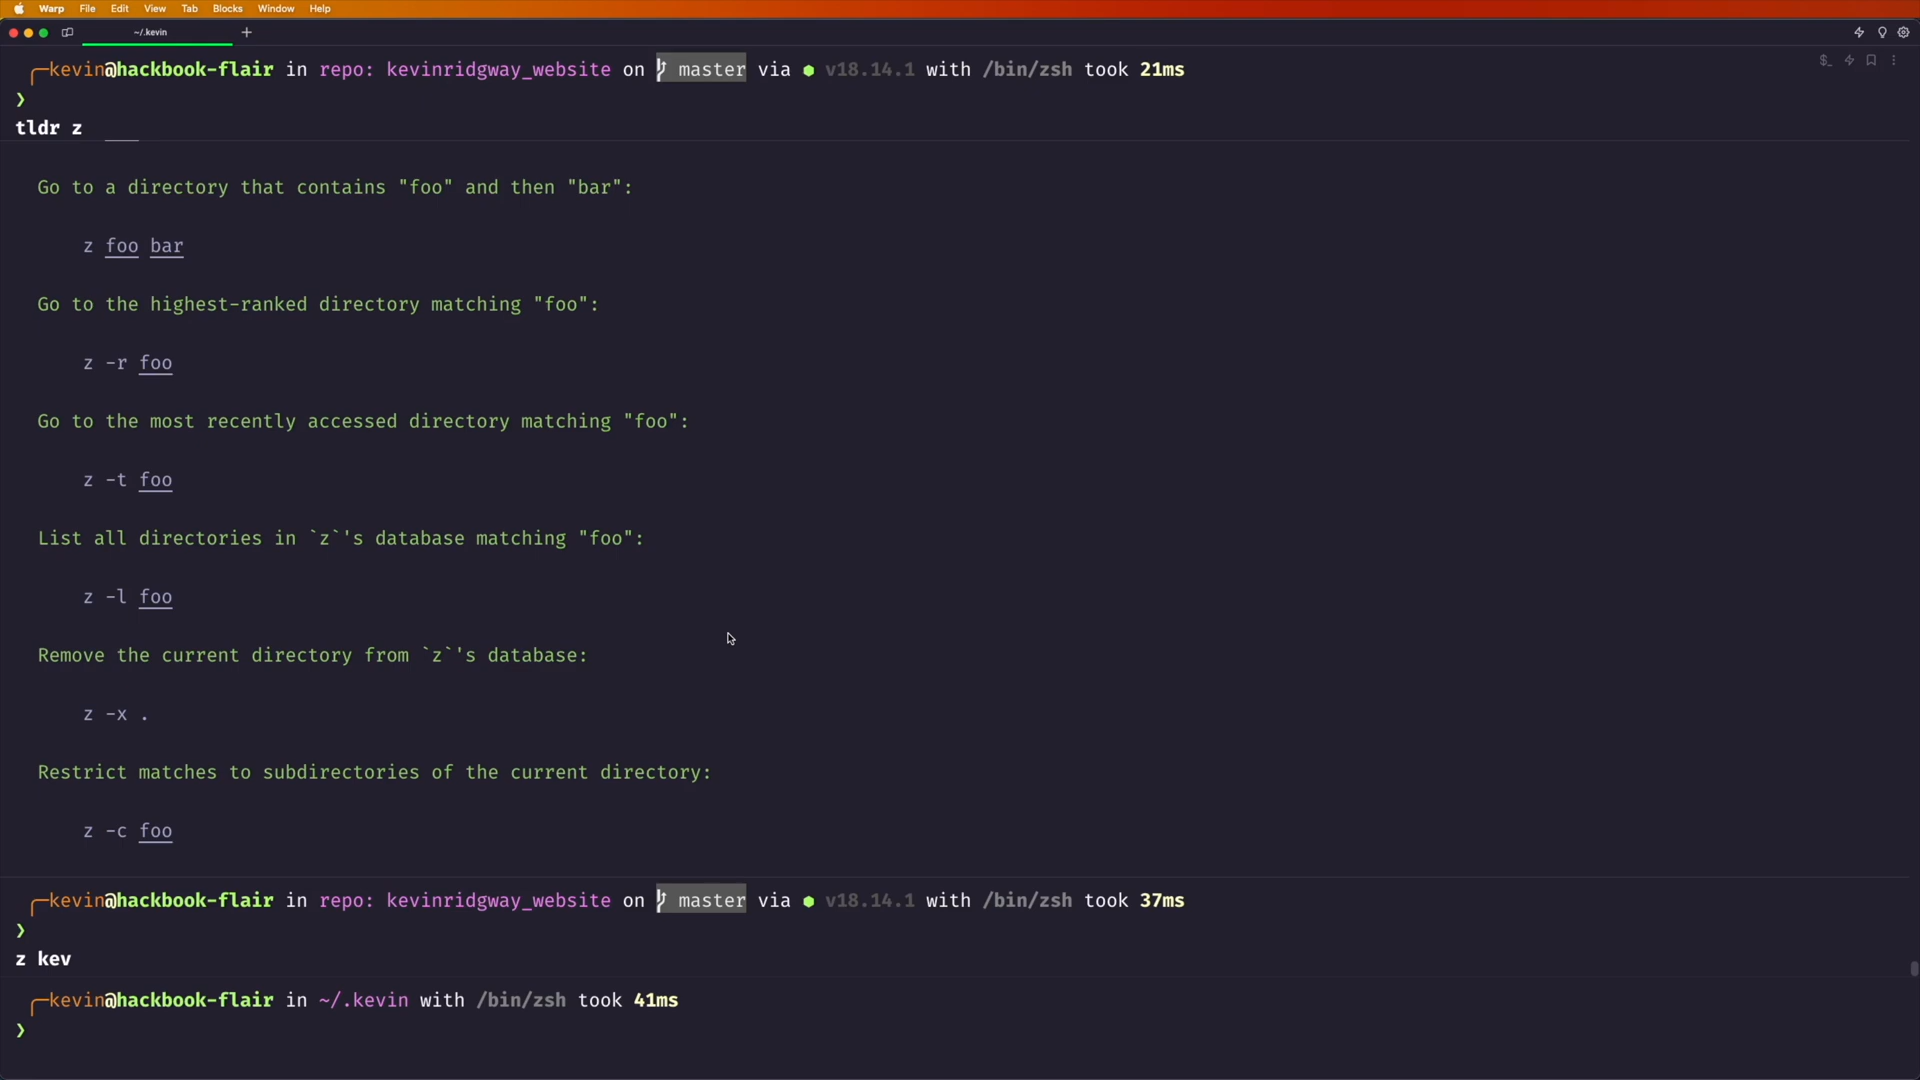 Warp File Edit View Tab Blocks Window Help
~/.kevin +
kevin@hackbook-flair in repo: kevinridgway_website on master via ● v18.14.1 with /bin/zsh took 21ms
❯
tldr z
Go to a directory that contains "foo" and then "bar":
z foo bar
Go to the highest-ranked directory matching "foo":
z -r foo
Go to the most recently accessed directory matching "foo":
z -t foo
List all directories in `z`'s database matching "foo":
z -l foo
Remove the current directory from `z`'s database:
z -x .
Restrict matches to subdirectories of the current directory:
z -c foo
kevin@hackbook-flair in repo: kevinridgway_website on master via ● v18.14.1 with /bin/zsh took 37ms
❯
z kev
kevin@hackbook-flair in ~/.kevin with /bin/zsh took 41ms
❯